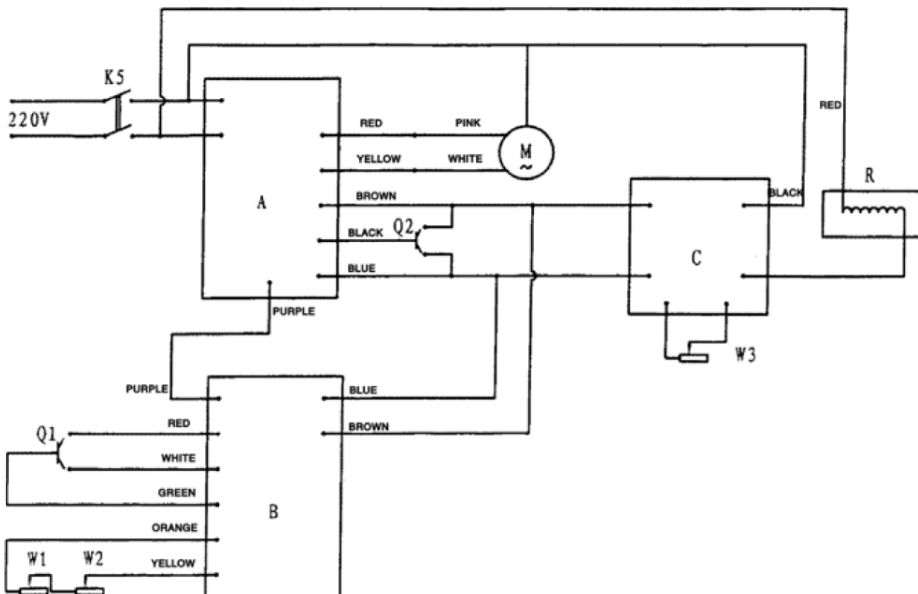 K5
220V
RED
RED
PINK
M
~
YELLOW
WHITE
R
A
BROWN
BLACK
BLACK
Q2
C
BLUE
PURPLE
W3
PURPLE
BLUE
RED
BROWN
Q1
WHITE
GREEN
B
ORANGE
W1
W2
YELLOW